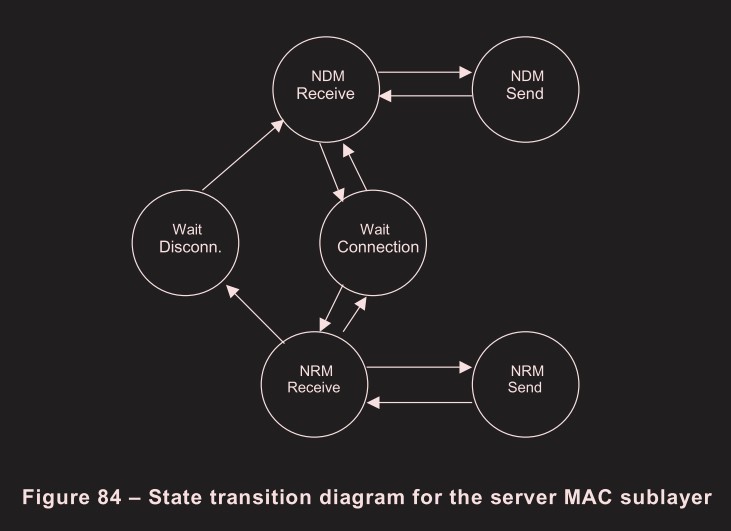 NDM
Receive
NDM
Send
Wait
Disconn.
Wait
Connection
NRM
Receive
NRM
Send
Figure 84 – State transition diagram for the server MAC sublayer